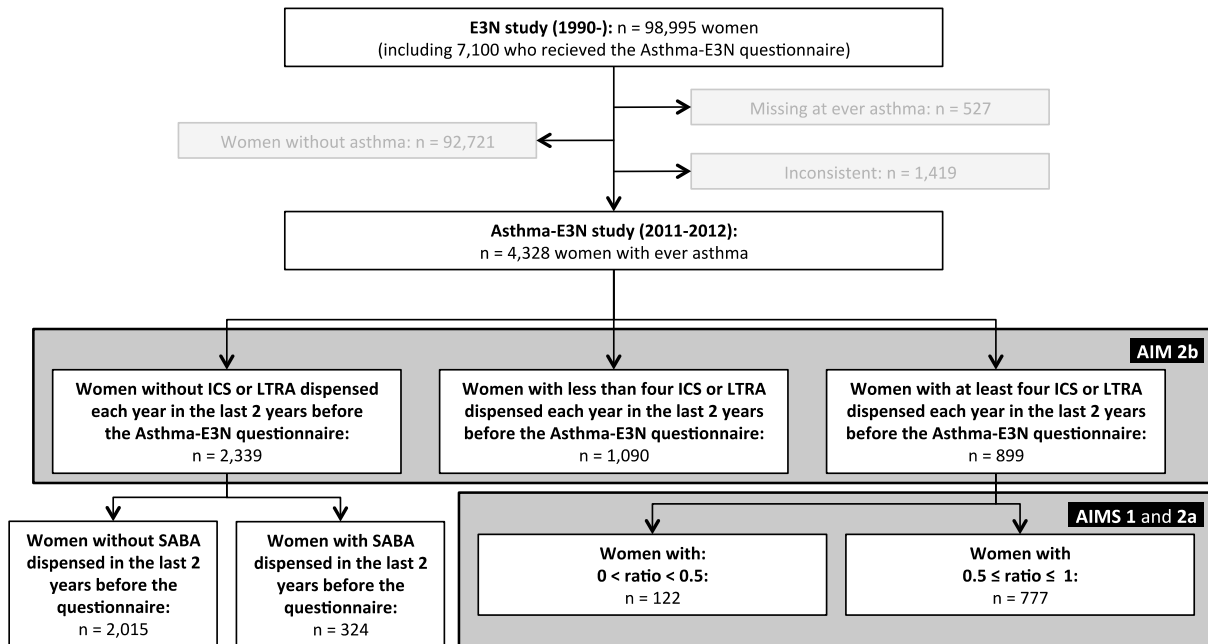 E3N study (1990-): n = 98,995 women
(including 7,100 who recieved the Asthma-E3N questionnaire)
Missing at ever asthma: n = 527
Women without asthma: n = 92,721
Inconsistent: n = 1,419
Asthma-E3N study (2011-2012):
n = 4,328 women with ever asthma
AIM 2b
Women without ICS or LTRA dispensed
each year in the last 2 years before
the Asthma-E3N questionnaire:
n = 2,339
Women with less than four ICS or LTRA
dispensed each year in the last 2 years
before the Asthma-E3N questionnaire:
n = 1,090
Women with at least four ICS or LTRA
dispensed each year in the last 2 years
before the Asthma-E3N questionnaire:
n = 899
Women without SABA
dispensed in the last 2
years before the
questionnaire:
n = 2,015
Women with SABA
dispensed in the last 2
years before the
questionnaire:
n = 324
AIMS 1 and 2a
Women with:
0 < ratio < 0.5:
n = 122
Women with
0.5 ≤ ratio ≤ 1:
n = 777